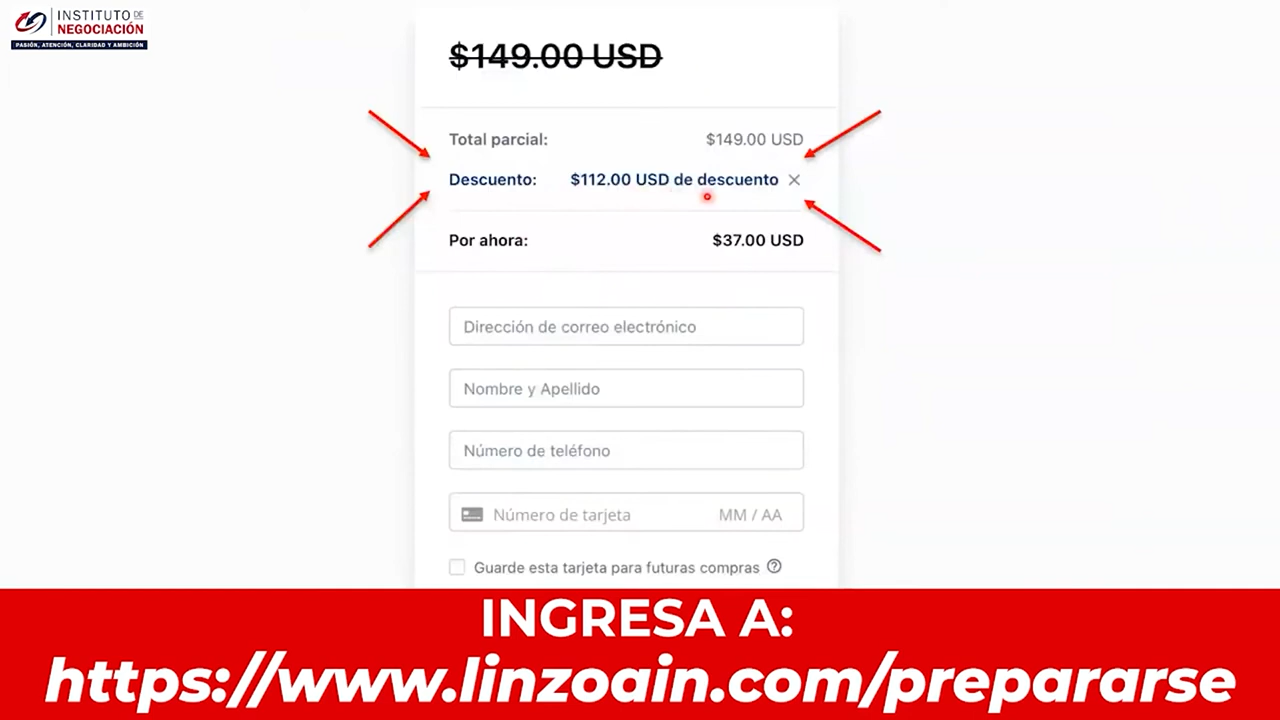 INSTITUTO DE
NEGOCIACIÓN
PASIÓN, ATENCIÓN, CLARIDAD Y AMBICIÓN
$149.00 USD
Total parcial: $149.00 USD
Descuento: $112.00 USD de descuento ×
Por ahora: $37.00 USD
Dirección de correo electrónico
Nombre y Apellido
Número de teléfono
Número de tarjeta MM / AA
Guarde esta tarjeta para futuras compras ?
INGRESA A:
https://www.linzoain.com/prepararse